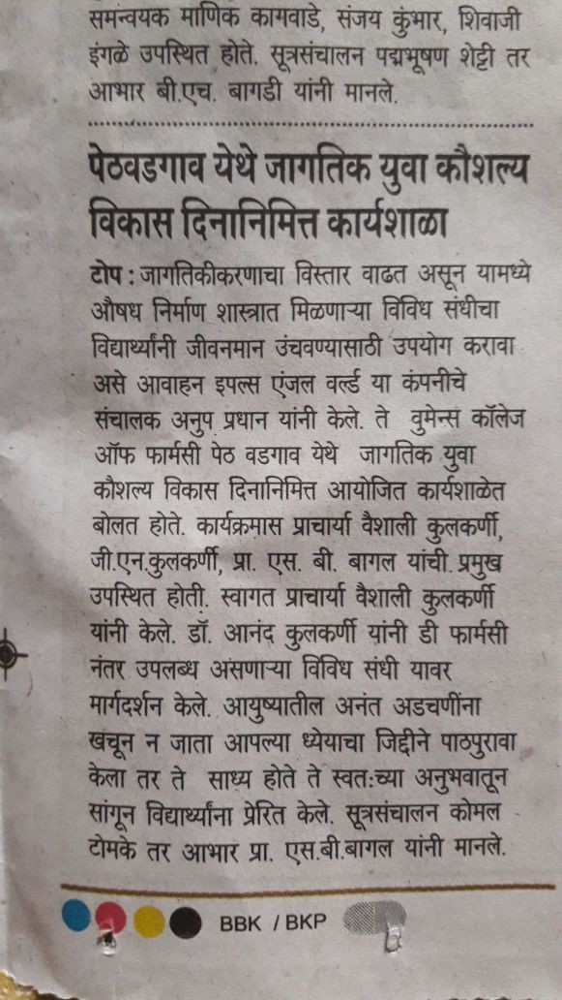 समन्वयक माणिक कागवाडे, संजय कुंभार, शिवाजी
इंगळे उपस्थित होते. सूत्रसंचालन पद्मभूषण शेट्टी तर
आभार बी.एच. बागडी यांनी मानले.
पेठवडगाव येथे जागतिक युवा कौशल्य
विकास दिनानिमित्त कार्यशाळा
टोप : जागतिकीकरणाचा विस्तार वाढत असून यामध्ये
औषध निर्माण शास्त्रात मिळणाऱ्या विविध संधीचा
विद्यार्थ्यांनी जीवनमान उंचवण्यासाठी उपयोग करावा
असे आवाहन इपल्स एंजल वर्ल्ड या कंपनीचे
संचालक अनुप प्रधान यांनी केले. ते वुमेन्स कॉलेज
ऑफ फार्मसी पेठ वडगाव येथे जागतिक युवा
कौशल्य विकास दिनानिमित्त आयोजित कार्यशाळेत
बोलत होते. कार्यक्रमास प्राचार्या वैशाली कुलकर्णी,
जी.एन.कुलकर्णी, प्रा. एस. बी. बागल यांची प्रमुख
उपस्थित होती. स्वागत प्राचार्या वैशाली कुलकर्णी
यांनी केले. डॉ. आनंद कुलकर्णी यांनी डी फार्मसी
नंतर उपलब्ध असणाऱ्या विविध संधी यावर
मार्गदर्शन केले. आयुष्यातील अनंत अडचणींना
खचून न जाता आपल्या ध्येयाचा जिद्दीने पाठपुरावा
केला तर ते साध्य होते ते स्वतःच्या अनुभवातून
सांगून विद्यार्थ्यांना प्रेरित केले. सूत्रसंचालन कोमल
टोमके तर आभार प्रा. एस.बी.बागल यांनी मानले.
BBK / BKP